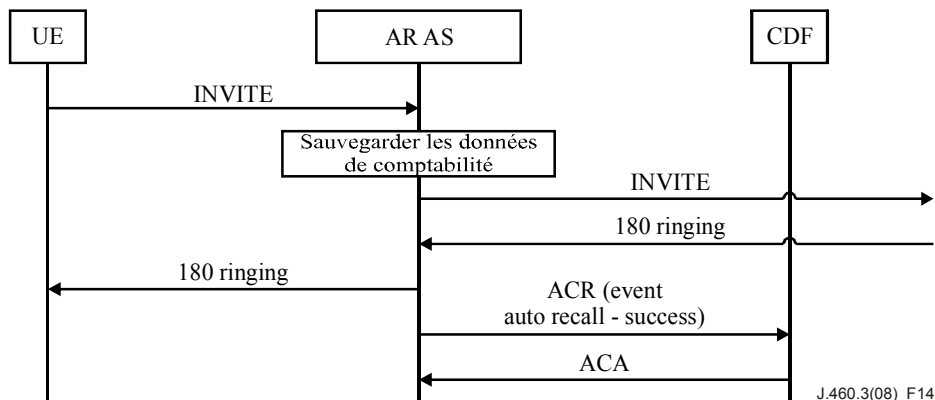 UE
AR AS
CDF
INVITE
Sauvegarder les données
de comptabilité
INVITE
180 ringing
180 ringing
ACR (event
auto recall - success)
ACA
J.460.3(08)_F14